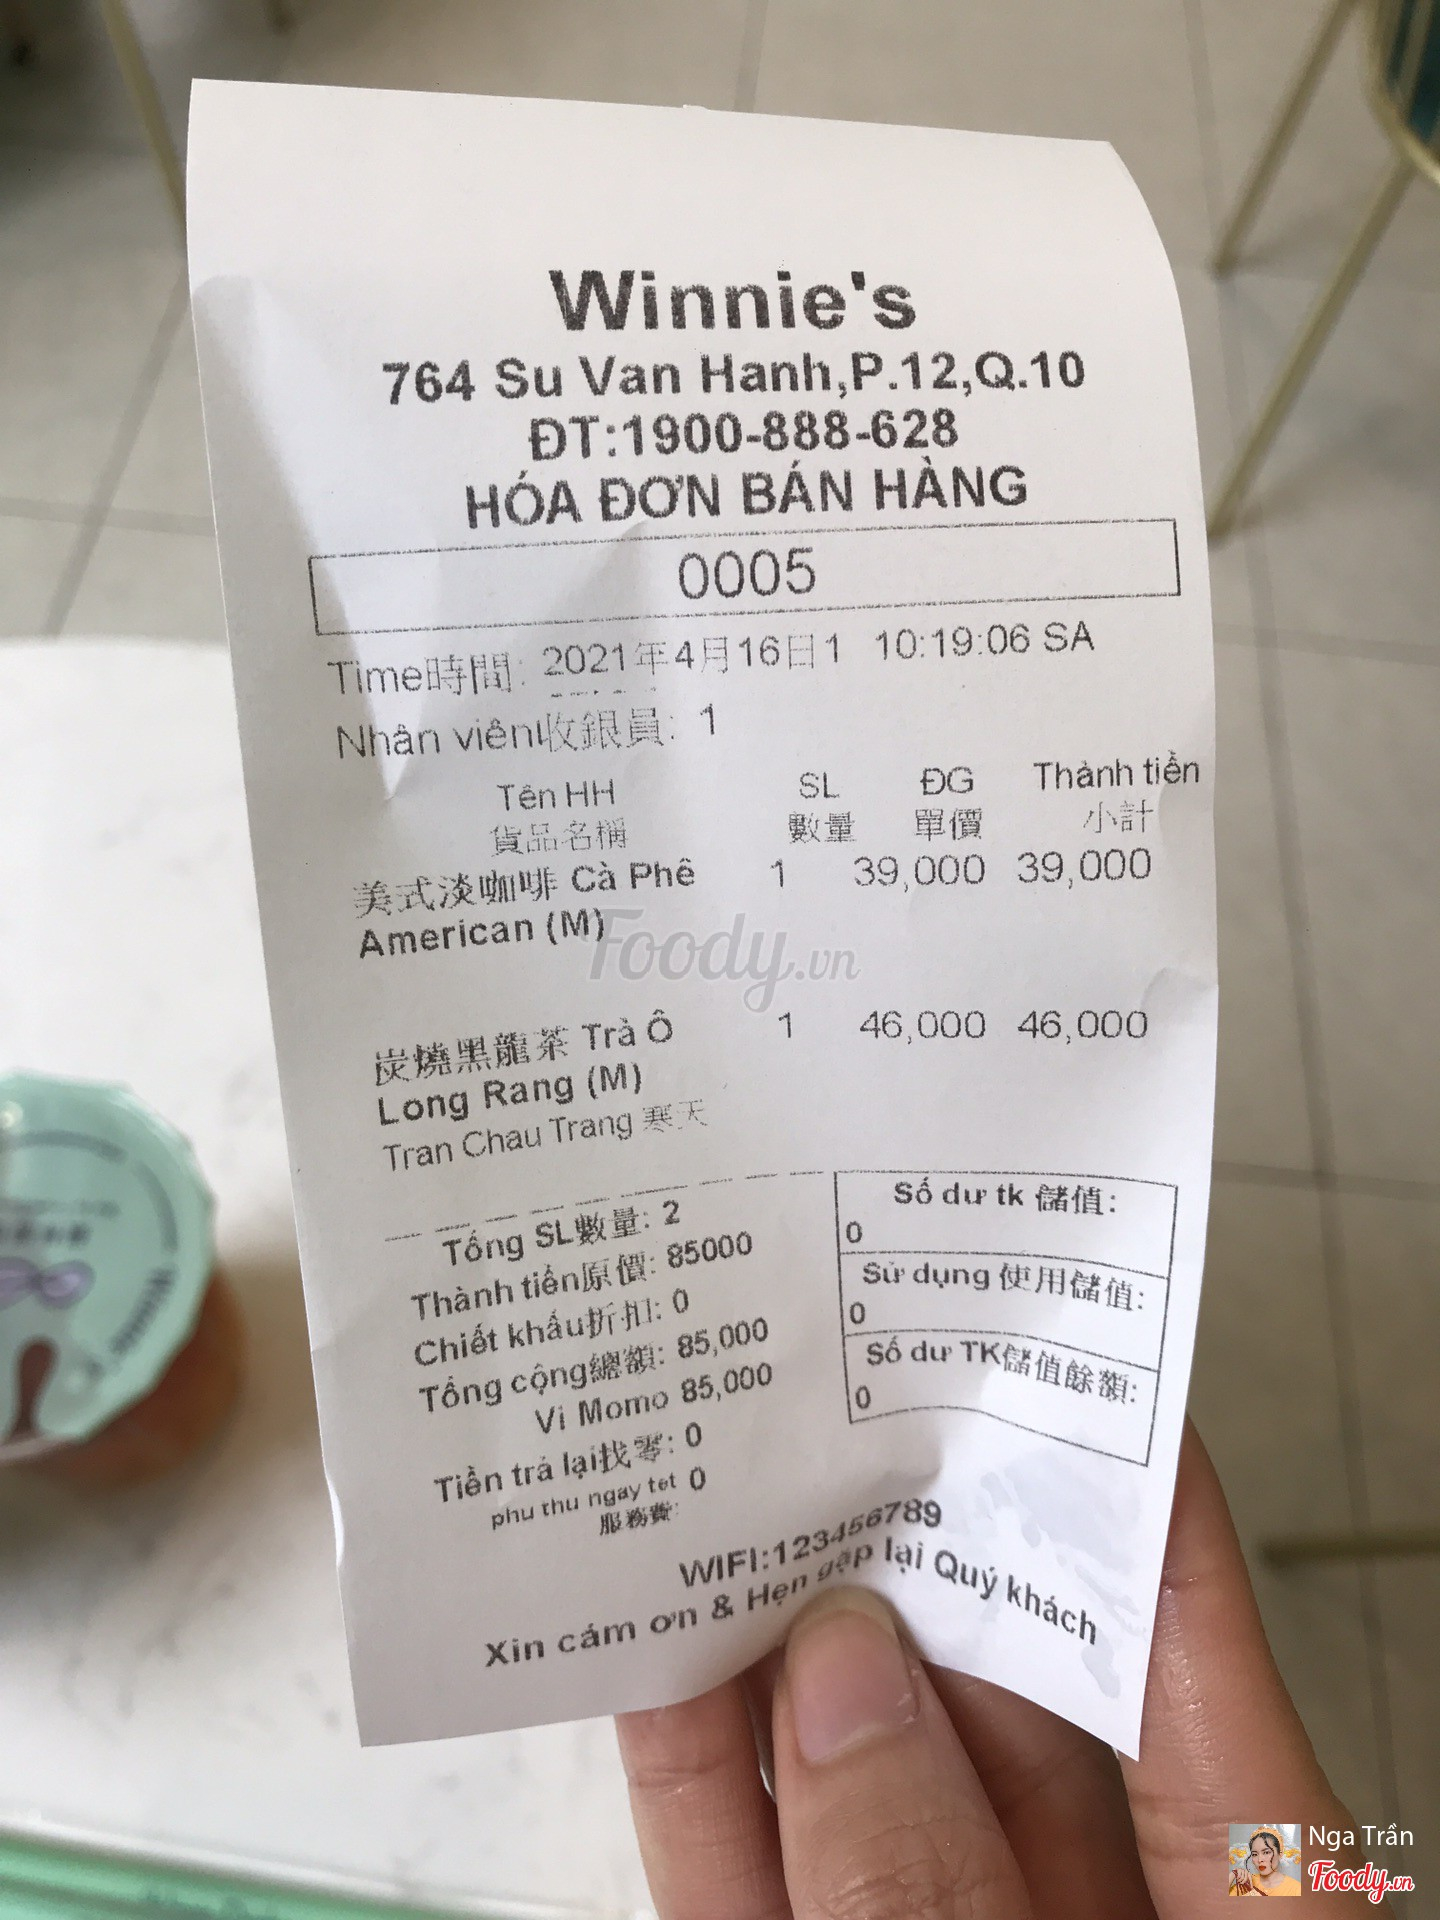 Winnie's
764 Su Van Hanh,P.12,Q.10
ĐT:1900-888-628
HÓA ĐƠN BÁN HÀNG
0005
Time時間: 2021年4月16日1 10:19:06 SA
Nhân viên收銀員: 1
Tên HH SL ĐG Thành tiền
貨品名稱 數量 單價 小計
美式淡咖啡 Cà Phê 1 39,000 39,000
American (M)
Foody.vn
炭燒黑龍茶 Trà Ô 1 46,000 46,000
Long Rang (M)
Tran Chau Trang 寒天
Tổng SL數量: 2
Thành tiền原價: 85000
Chiết khấu折扣: 0
Tổng cộng總額: 85,000
Vi Momo 85,000
Tiền trả lại找零: 0
phu thu ngay tet 0
服務費:
Số dư tk 儲值:
0
Sử dụng 使用儲值:
0
Số dư TK儲值餘額:
0
WIFI:123456789
Xin cám ơn & Hẹn gặp lại Quý khách
Nga Trần
Foody.vn